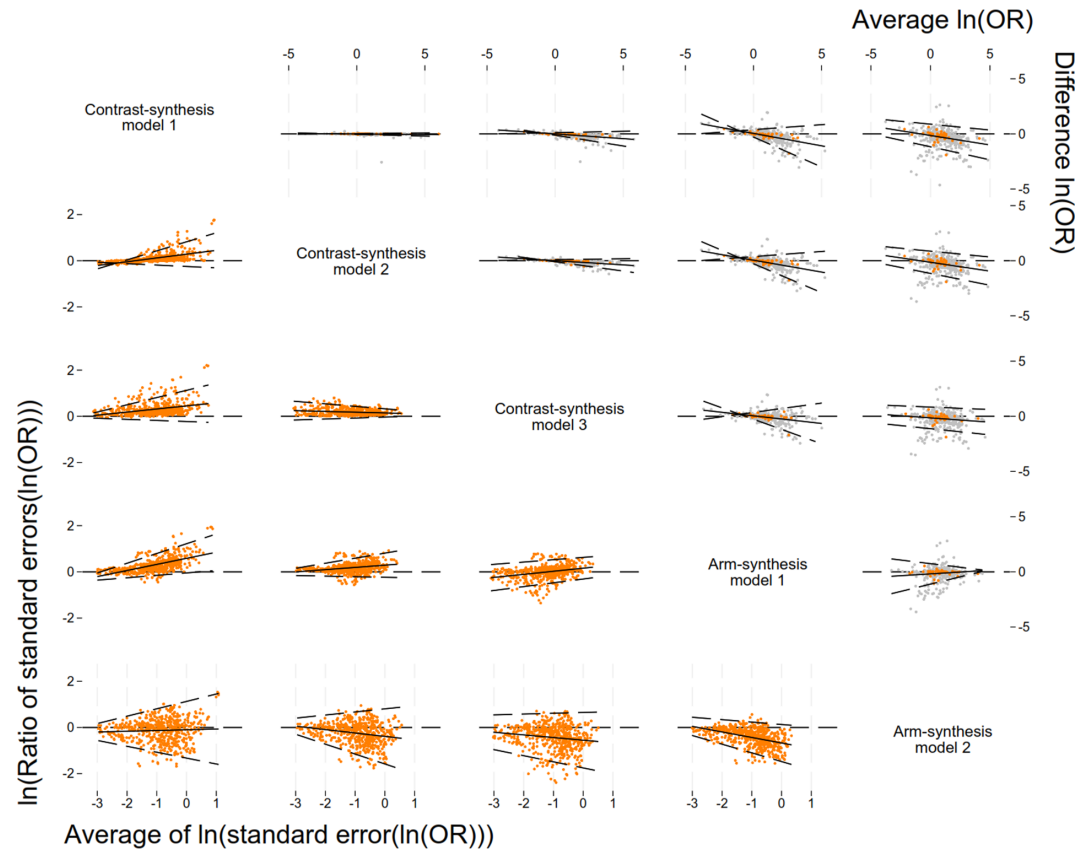 Average ln(OR)
-5 0 5 -5 0 5 -5 0 5 -5 0 5
Difference ln(OR)
Contrast-synthesis
model 1
5
0
-5
2
0
-2
Contrast-synthesis
model 2
5
0
-5
2
0
-2
Contrast-synthesis
model 3
5
0
-5
2
0
-2
Arm-synthesis
model 1
5
0
-5
2
0
-2
Arm-synthesis
model 2
-3 -2 -1 0 1 -3 -2 -1 0 1 -3 -2 -1 0 1 -3 -2 -1 0 1
ln(Ratio of standard errors(ln(OR)))
Average of ln(standard error(ln(OR)))